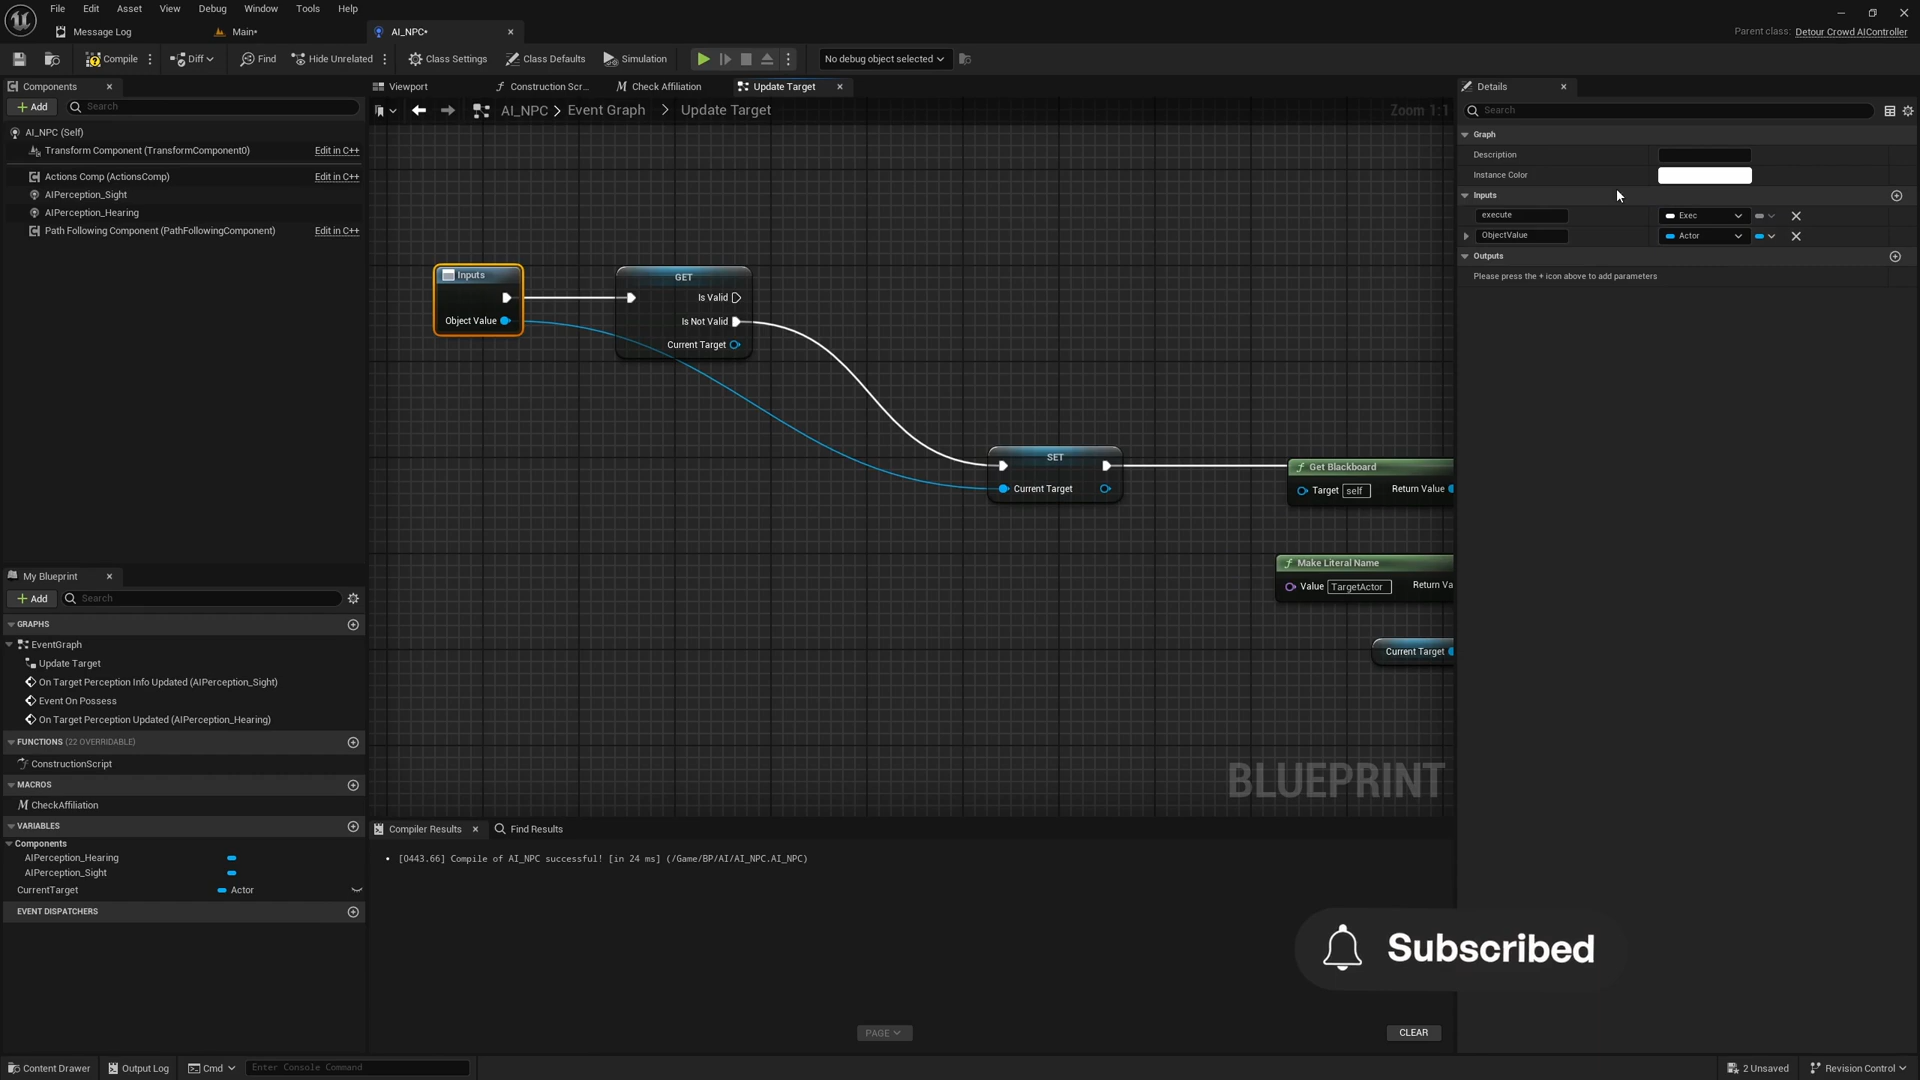 File Edit Asset View Debug Window Tools Help
Message Log
Main*
AI_NPC*
Parent class: Detour Crowd AIController
Compile
Diff
Find
Hide Unrelated
Class Settings
Class Defaults
Simulation
No debug object selected
Components
Add
Search
AI_NPC (Self)
Transform Component (TransformComponent0) Edit in C++
Actions Comp (ActionsComp) Edit in C++
AIPerception_Sight
AIPerception_Hearing
Path Following Component (PathFollowingComponent) Edit in C++
My Blueprint
Add
Search
GRAPHS
EventGraph
Update Target
On Target Perception Info Updated (AIPerception_Sight)
Event On Possess
On Target Perception Updated (AIPerception_Hearing)
FUNCTIONS (22 OVERRIDABLE)
ConstructionScript
MACROS
CheckAffiliation
VARIABLES
Components
AIPerception_Hearing
AIPerception_Sight
CurrentTarget Actor
EVENT DISPATCHERS
Viewport
Construction Scr...
Check Affiliation
Update Target
AI_NPC > Event Graph > Update Target
Zoom 1:1
Inputs
Object Value
GET
Is Valid
Is Not Valid
Current Target
SET
Current Target
Get Blackboard
Target self Return Value
Make Literal Name
Value TargetActor Return Va
Current Target
BLUEPRINT
Compiler Results
Find Results
[0443.66] Compile of AI_NPC successful! [in 24 ms] (/Game/BP/AI/AI_NPC.AI_NPC)
PAGE
CLEAR
Details
Search
Graph
Description
Instance Color
Inputs
execute Exec
ObjectValue Actor
Outputs
Please press the + icon above to add parameters
Subscribed
Content Drawer
Output Log
Cmd
Enter Console Command
2 Unsaved
Revision Control